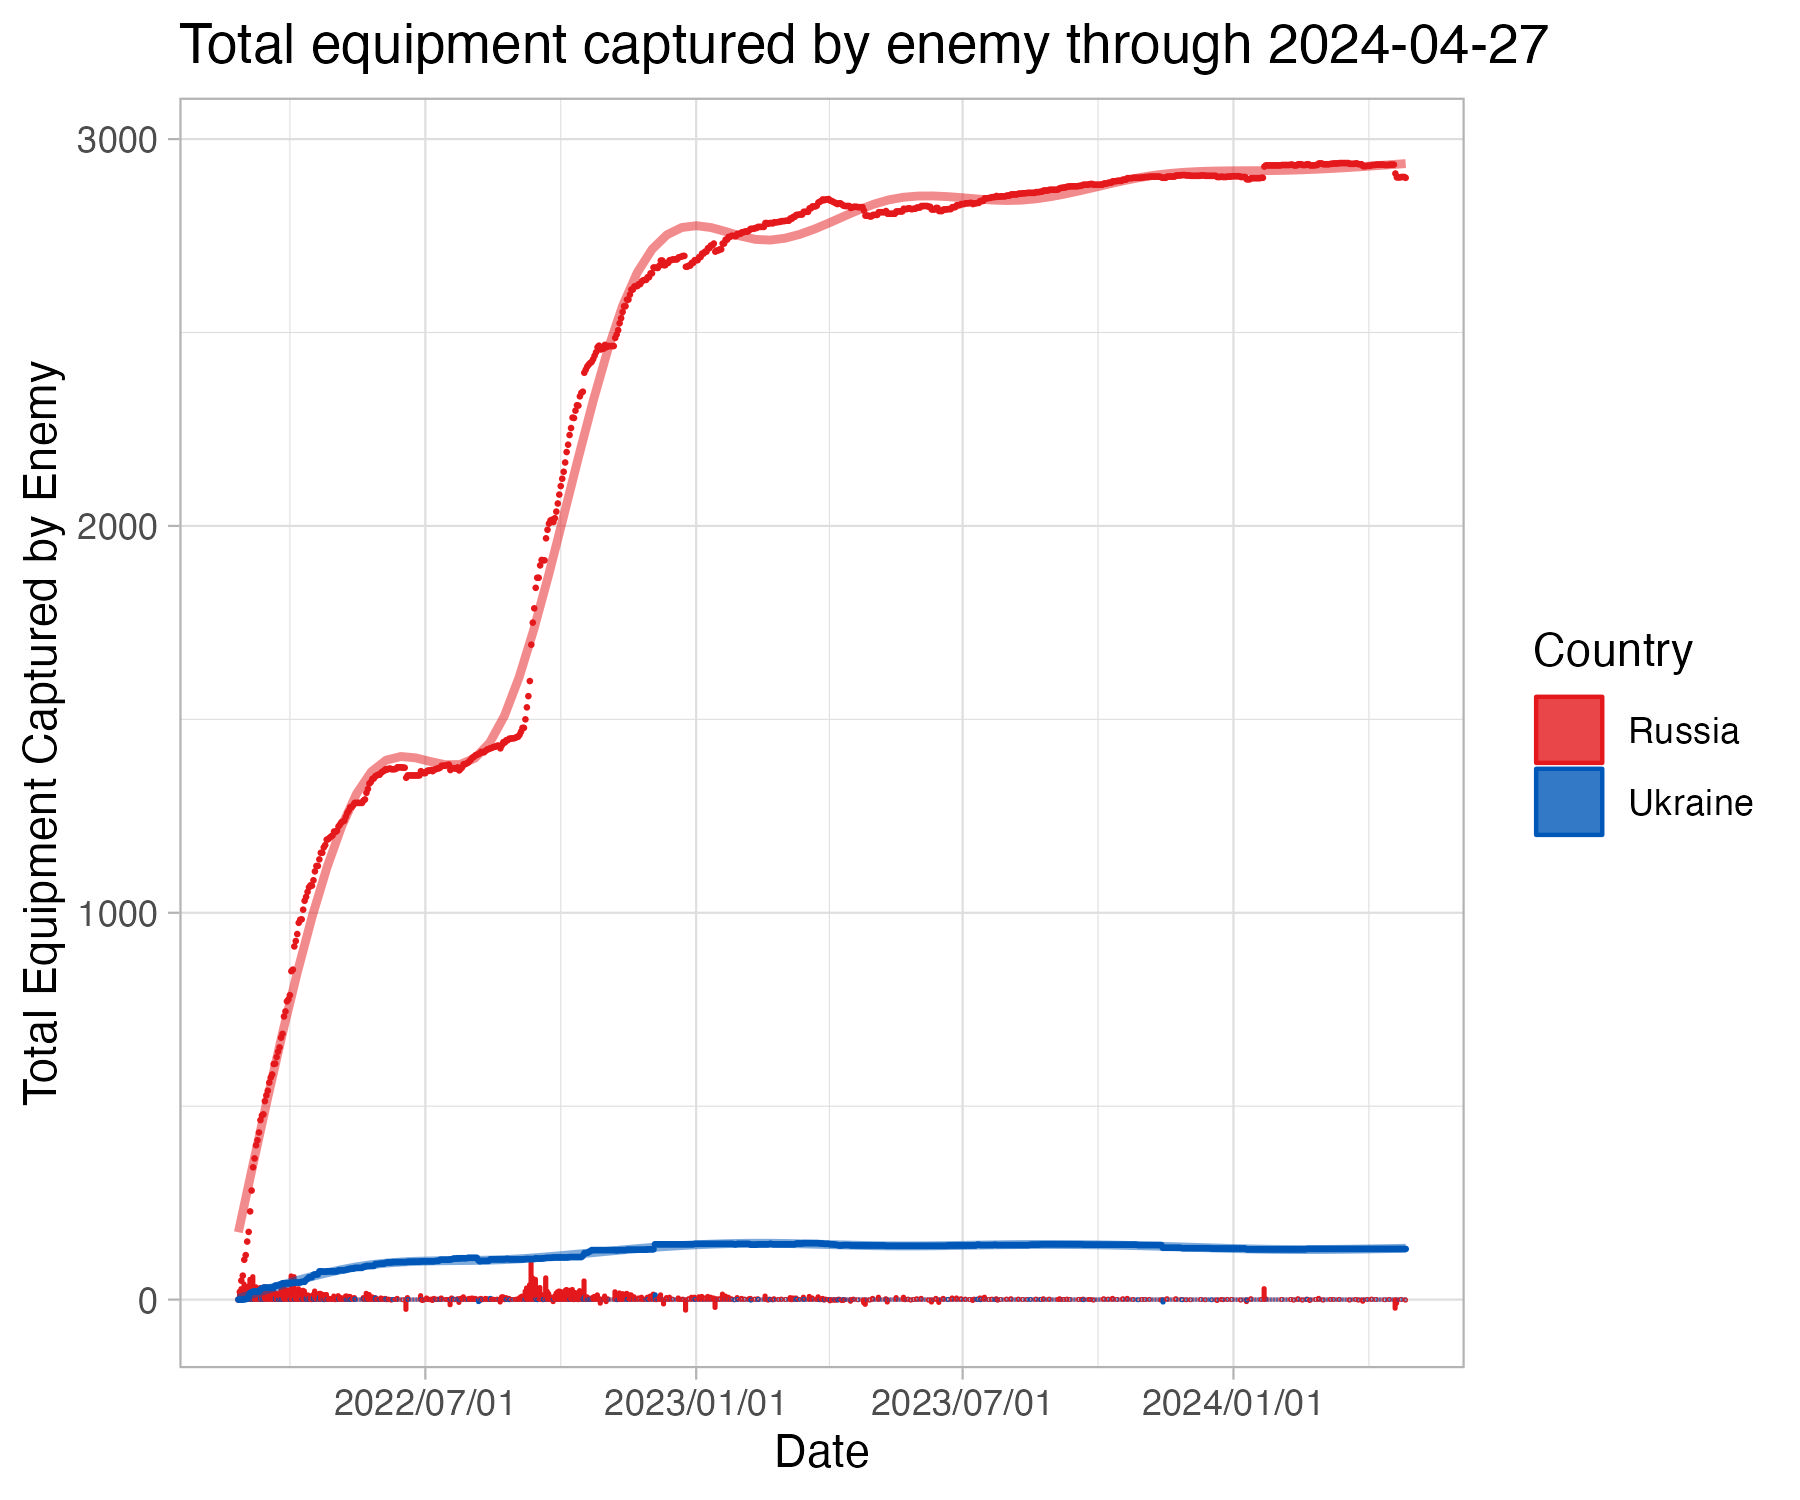 Total equipment captured by enemy through 2024-04-27
Total Equipment Captured by Enemy
3000
2000
1000
0
2022/07/01
2023/01/01
2023/07/01
2024/01/01
Date
Country
Russia
Ukraine